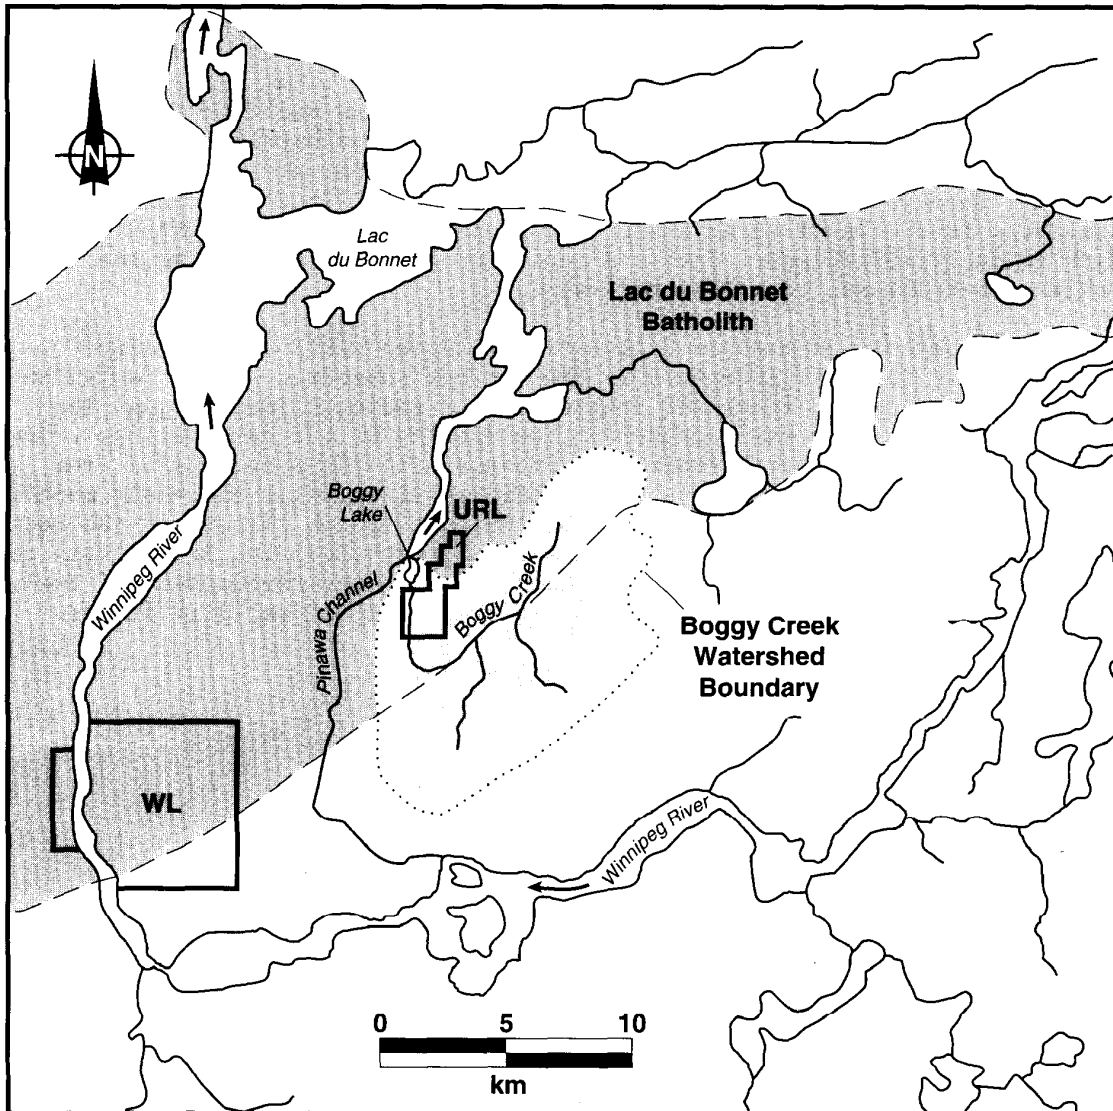 N
Lac
du Bonnet
Lac du Bonnet
Batholith
Boggy
Lake
URL
Winnipeg River
Pinawa Channel
Boggy Creek
Boggy Creek
Watershed
Boundary
WL
Winnipeg River
0 5 10
km